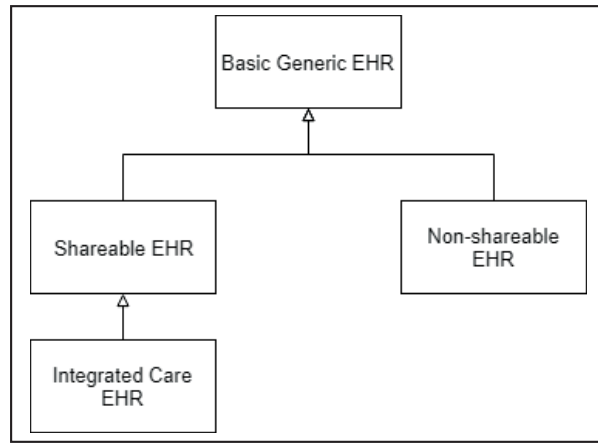 Basic Generic EHR
Shareable EHR
Non-shareable
EHR
Integrated Care
EHR